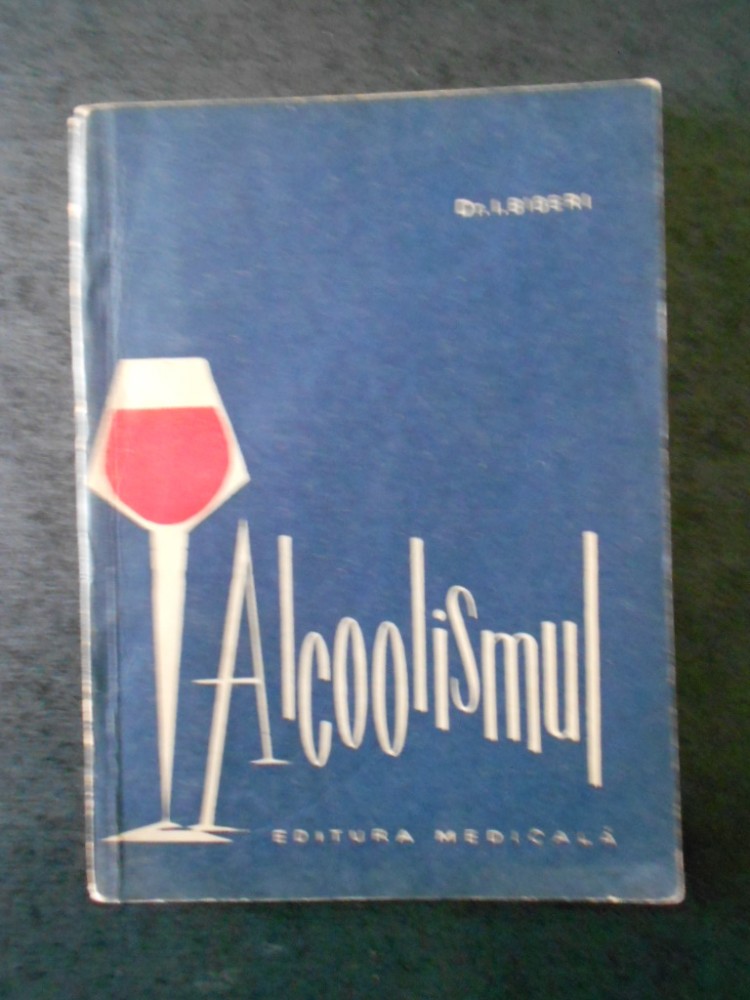 Dr. I. BIBERI
Alcoolismul
EDITURA MEDICALĂ